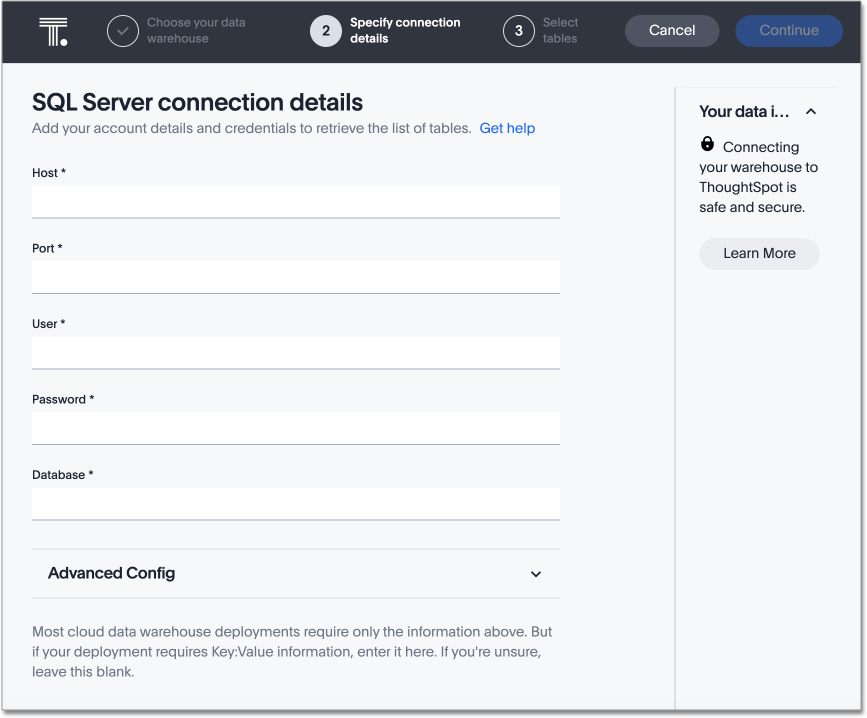 Choose your data
warehouse
2
Specify connection
details
3
Select
tables
Cancel
Continue
SQL Server connection details
Add your account details and credentials to retrieve the list of tables. Get help
Host *
Port *
User *
Password *
Database *
Advanced Config
Most cloud data warehouse deployments require only the information above. But
if your deployment requires Key:Value information, enter it here. If you're unsure,
leave this blank.
Your data i...
Connecting
your warehouse to
ThoughtSpot is
safe and secure.
Learn More